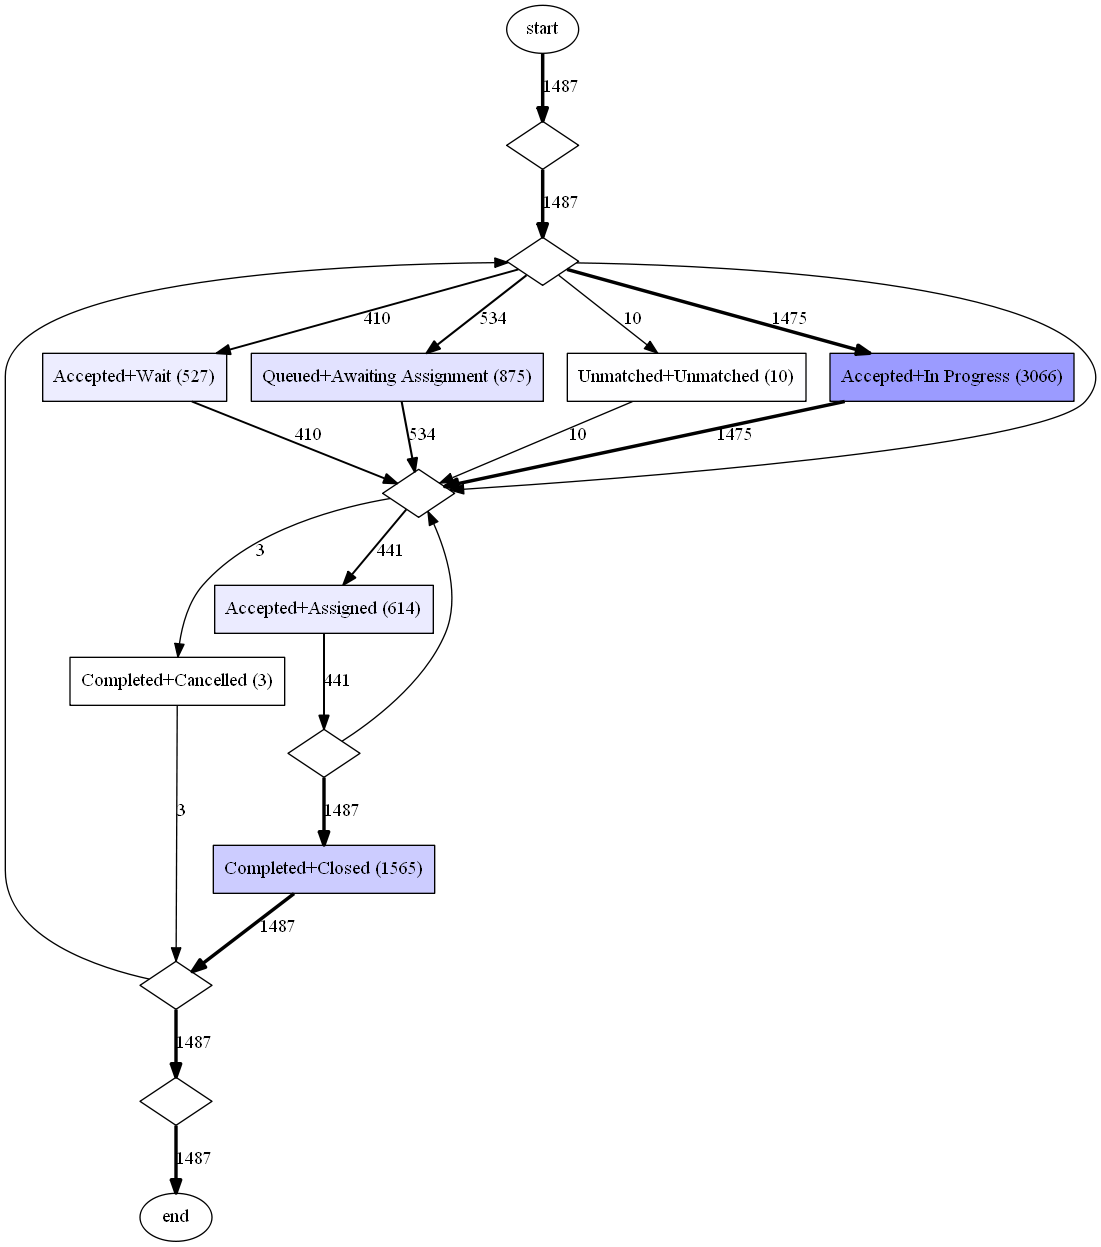 start
1487
1487
410
534
10
1475
Accepted+Wait (527)
Queued+Awaiting Assignment (875)
Unmatched+Unmatched (10)
Accepted+In Progress (3066)
410
534
10
1475
3
441
Accepted+Assigned (614)
Completed+Cancelled (3)
441
3
1487
Completed+Closed (1565)
1487
1487
1487
end